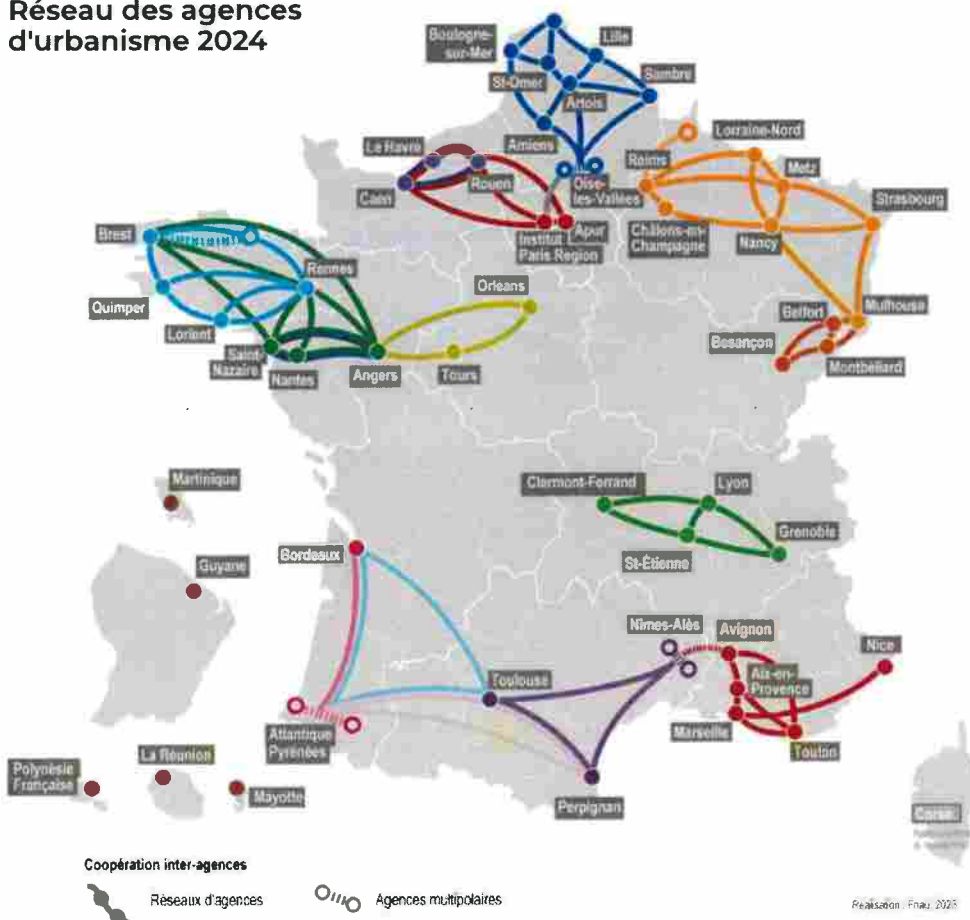 Réseau des agences
d'urbanisme 2024
Boulogne-
sur-Mer
Lille
St-Omer
Sambre
Artois
Amiens
Le Havre
Rouen
Caen
Oise-
les-Vallées
Institut
Paris Region
Apur
Reims
Lorraine-Nord
Metz
Strasbourg
Châlons-en-
Champagne
Nancy
Mulhouse
Belfort
Besançon
Montbéliard
Brest
Rennes
Quimper
Lorient
Saint-
Nazaire
Nantes
Angers
Tours
Orléans
Clermont-Ferrand
Lyon
Grenoble
St-Étienne
Martinique
Guyane
Bordeaux
Nîmes-Alès
Avignon
Nice
Aix-en-
Provence
Marseille
Toulon
Toulouse
Atlantique
Pyrénées
Perpignan
Polynésie
Française
La Réunion
Mayotte
Corse
Coopération inter-agences
Réseaux d'agences
Agences multipolaires
Réalisation : Fnau, 2023